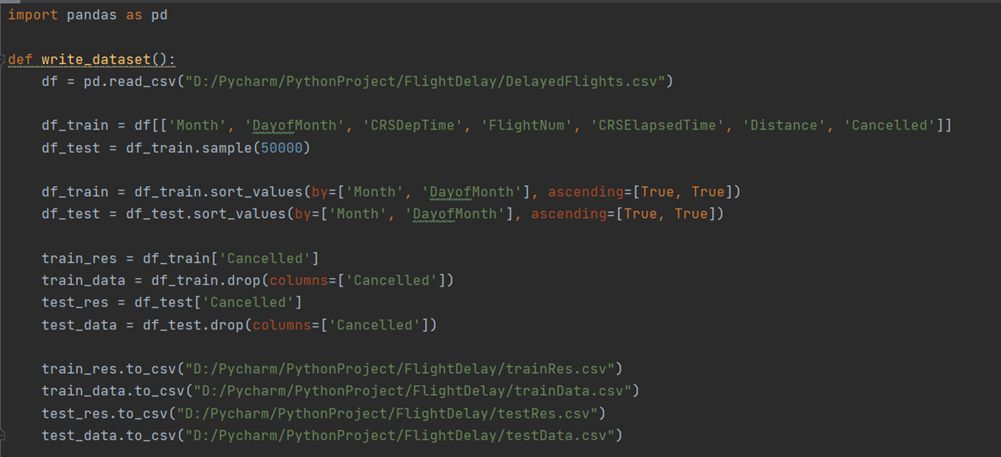 import pandas as pd
def write_dataset():
df = pd.read_csv("D:/Pycharm/PythonProject/FlightDelay/DelayedFlights.csv")
df_train = df[['Month', 'DayofMonth', 'CRSDepTime', 'FlightNum', 'CRSElapsedTime', 'Distance', 'Cancelled']]
df_test = df_train.sample(50000)
df_train = df_train.sort_values(by=['Month', 'DayofMonth'], ascending=[True, True])
df_test = df_test.sort_values(by=['Month', 'DayofMonth'], ascending=[True, True])
train_res = df_train['Cancelled']
train_data = df_train.drop(columns=['Cancelled'])
test_res = df_test['Cancelled']
test_data = df_test.drop(columns=['Cancelled'])
train_res.to_csv("D:/Pycharm/PythonProject/FlightDelay/trainRes.csv")
train_data.to_csv("D:/Pycharm/PythonProject/FlightDelay/trainData.csv")
test_res.to_csv("D:/Pycharm/PythonProject/FlightDelay/testRes.csv")
test_data.to_csv("D:/Pycharm/PythonProject/FlightDelay/testData.csv")